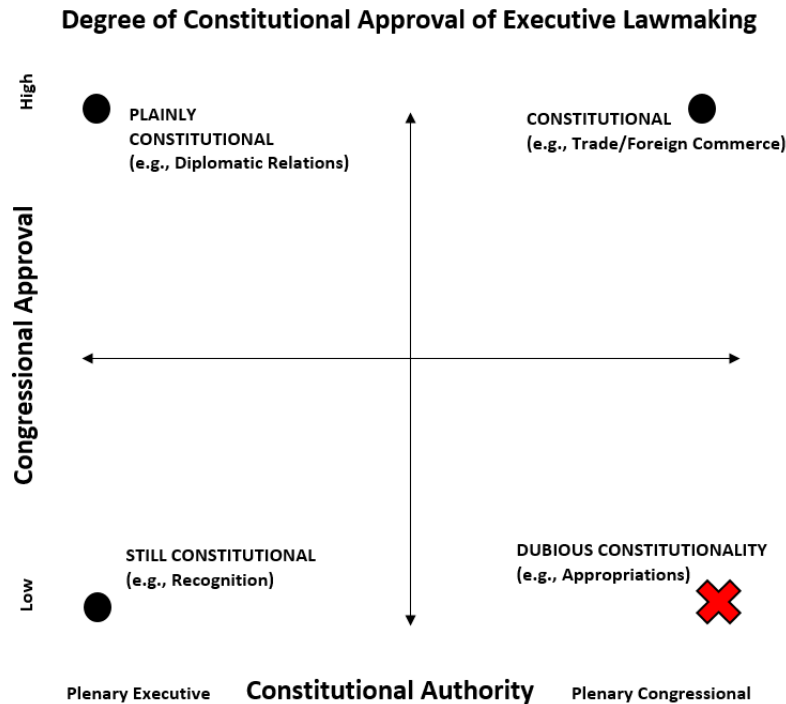 Degree of Constitutional Approval of Executive Lawmaking
High
PLAINLY
CONSTITUTIONAL
(e.g., Diplomatic Relations)
CONSTITUTIONAL
(e.g., Trade/Foreign Commerce)
Congressional Approval
STILL CONSTITUTIONAL
(e.g., Recognition)
DUBIOUS CONSTITUTIONALITY
(e.g., Appropriations)
Low
Plenary Executive
Constitutional Authority
Plenary Congressional